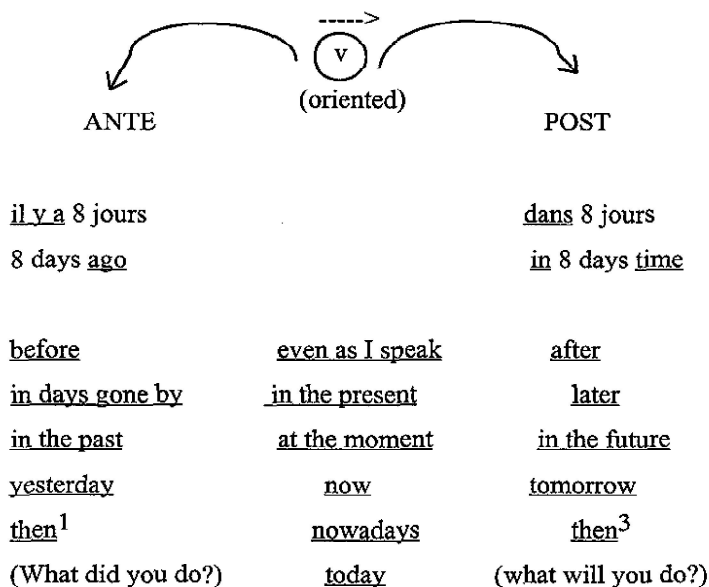 ---->
v
(oriented)
ANTE POST
il y a 8 jours dans 8 jours
8 days ago in 8 days time
before even as I speak after
in days gone by in the present later
in the past at the moment in the future
yesterday now tomorrow
then1 nowadays then3
(What did you do?) today (what will you do?)